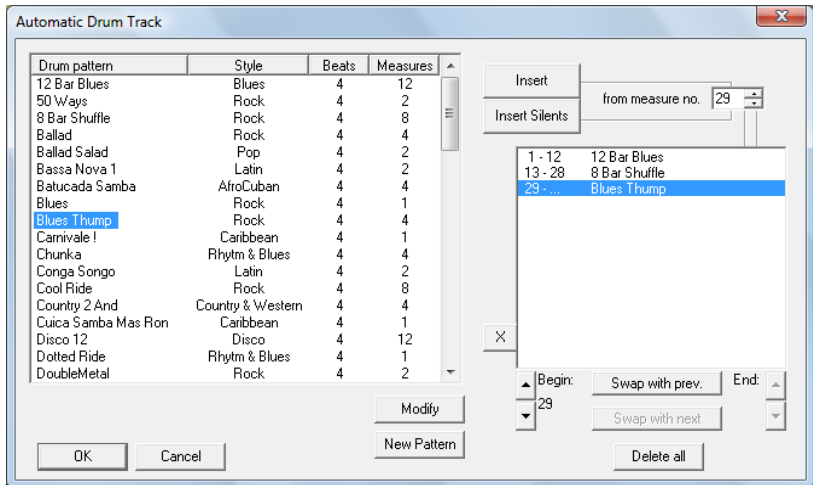 Automatic Drum Track
Drum pattern Style Beats Measures
12 Bar Blues Blues 4 12
50 Ways Rock 4 2
8 Bar Shuffle Rock 4 8
Ballad Rock 4 4
Ballad Salad Pop 4 2
Bassa Nova 1 Latin 4 2
Batucada Samba AfroCuban 4 4
Blues Rock 4 1
Blues Thump Rock 4 4
Carnivale ! Caribbean 4 1
Chunka Rhytm & Blues 4 4
Conga Songo Latin 4 2
Cool Ride Rock 4 8
Country 2 And Country & Western 4 4
Cuica Samba Mas Ron Caribbean 4 1
Disco 12 Disco 4 12
Dotted Ride Rhytm & Blues 4 1
DoubleMetal Rock 4 2
Modify
New Pattern
OK Cancel
Insert
Insert Silents
from measure no. 29
1 - 12 12 Bar Blues
13 - 28 8 Bar Shuffle
29 - ... Blues Thump
X
Begin: Swap with prev. End:
29
Swap with next
Delete all